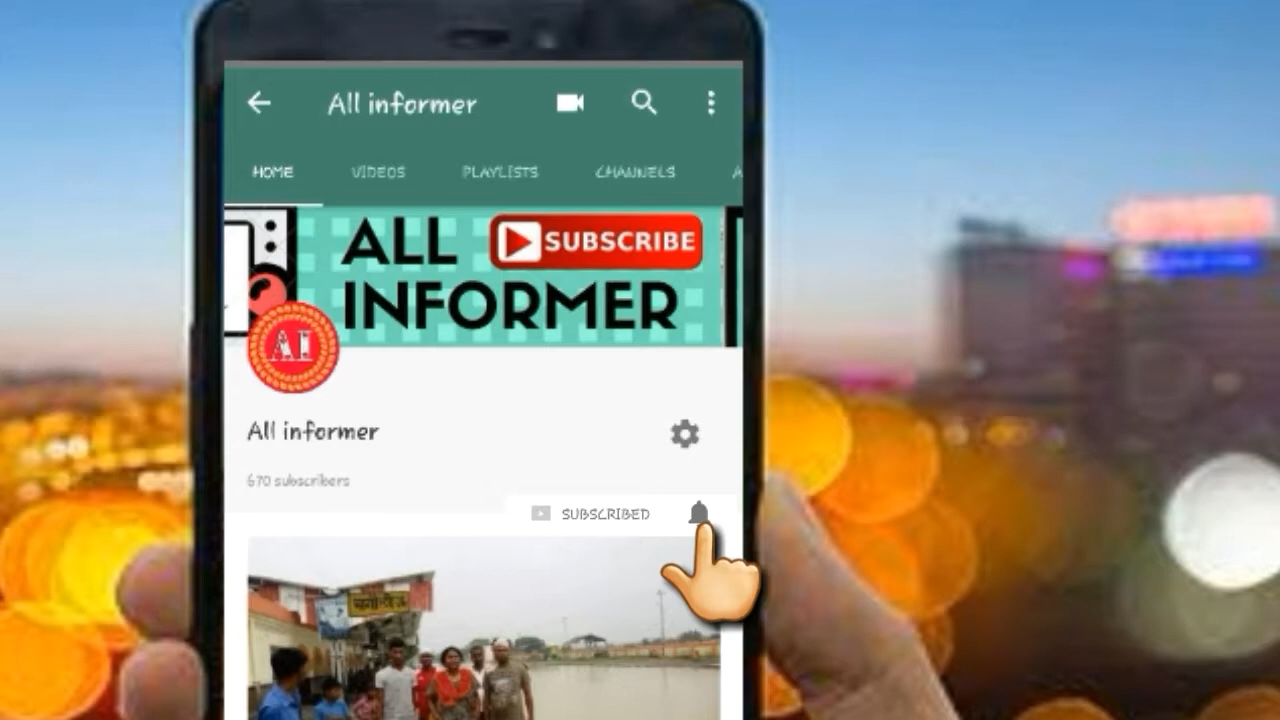 All informer
HOME VIDEOS PLAYLISTS CHANNELS A
ALL
SUBSCRIBE
INFORMER
AI
All informer
670 subscribers
SUBSCRIBED